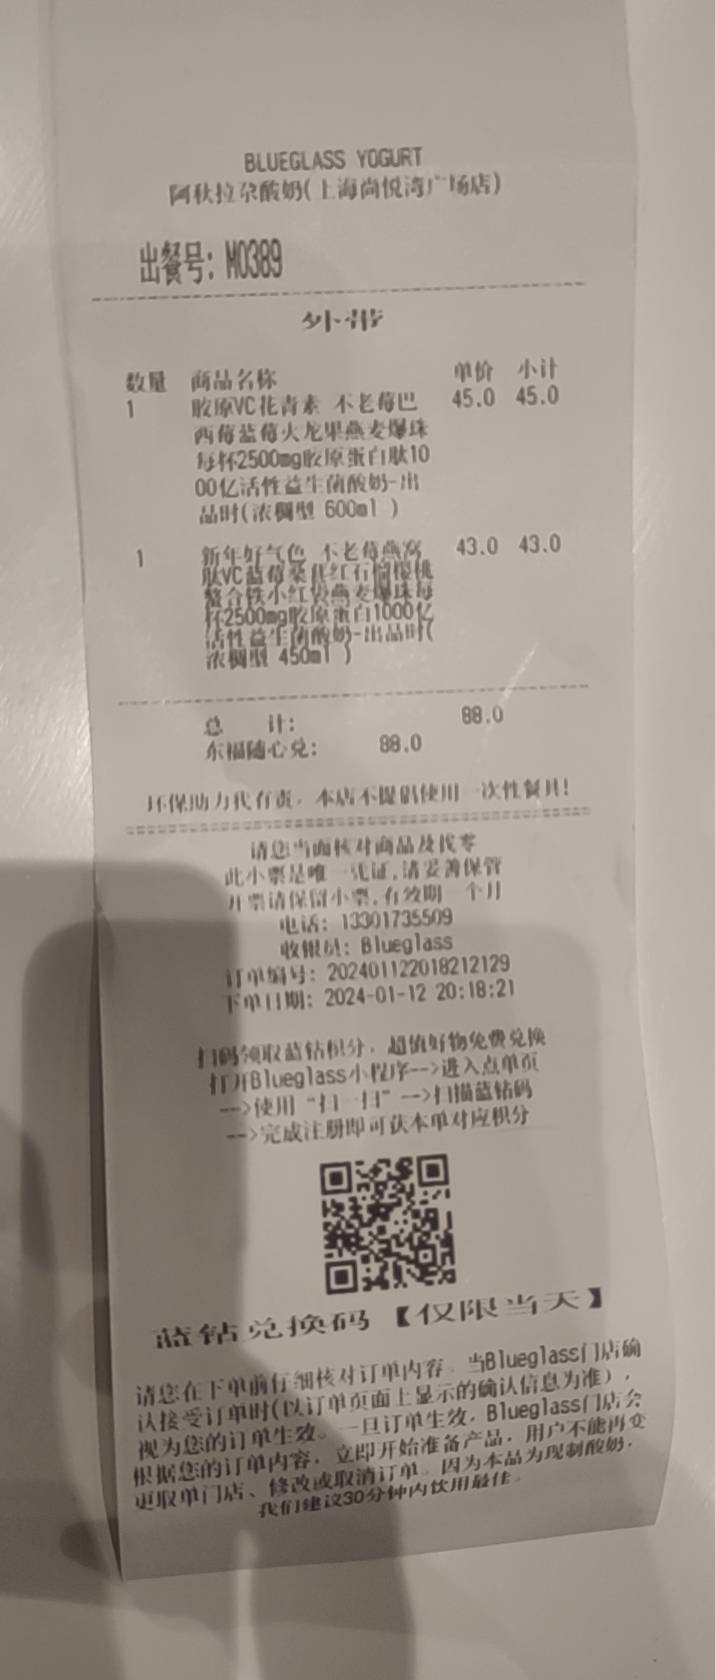 BLUEGLASS YOGURT
阿秋拉尕酸奶(上海尚悦湾广场店)
出餐号: M0389
外带
数量 商品名称 单价 小计
1 胶原VC花青素 不老莓巴 45.0 45.0
西莓蓝莓火龙果燕麦爆珠
每杯2500mg胶原蛋白肽10
00亿活性益生菌酸奶-出
品时(浓稠型 600ml )
1 新年好气色 不老莓燕窝 43.0 43.0
肽VC蓝莓桑葚红石榴樱桃
螯合铁小红袋燕麦爆珠每
杯2500mg胶原蛋白1000亿
活性益生菌酸奶-出品时(
浓稠型 450ml )
总 计: 88.0
东福随心兑: 88.0
环保助力代有责，本店不提倡使用一次性餐具!
请您当面核对商品及找零
此小票是唯一凭证,请妥善保管
开票请保留小票,有效期一个月
电话: 13301735509
收银员: Blueglass
订单编号: 202401122018212129
下单日期: 2024-01-12 20:18:21
扫码领取蓝钻积分，超值好物免费兑换
打开Blueglass小程序-->进入点单页
-->使用“扫一扫”-->扫描蓝钻码
-->完成注册即可获本单对应积分
蓝钻兑换码【仅限当天】
请您在下单前仔细核对订单内容。当Blueglass门店确
认接受订单时(以订单页面上显示的确认信息为准)，
视为您的订单生效。一旦订单生效，Blueglass门店会
根据您的订单内容，立即开始准备产品，用户不能再变
更取单门店、修改或取消订单。因为本品为现制酸奶，
我们建议30分钟内饮用最佳。